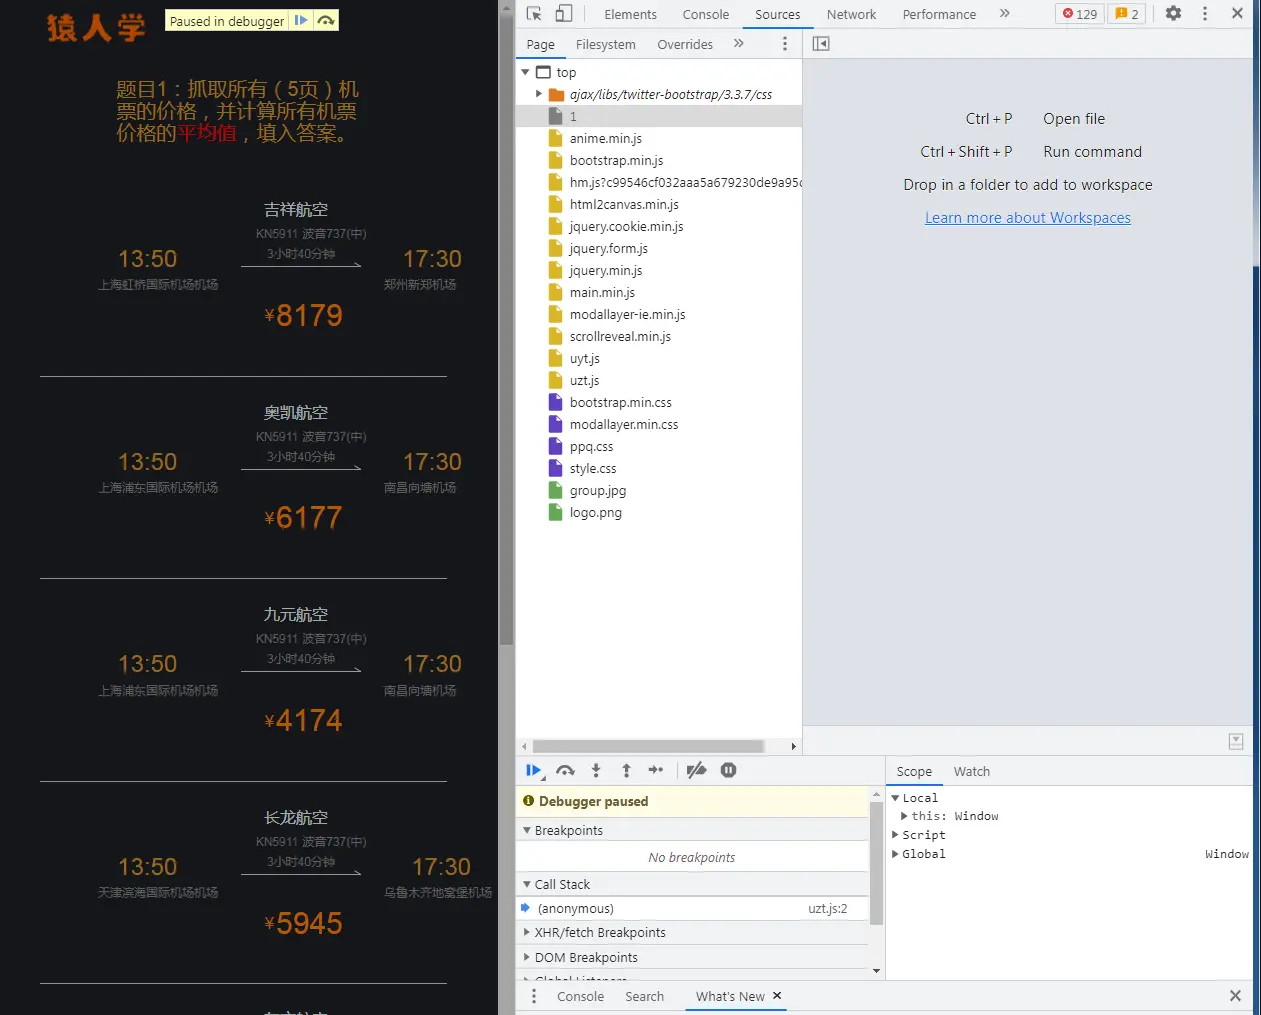 猿人学
Paused in debugger
题目1：抓取所有（5页）机
票的价格，并计算所有机票
价格的平均值，填入答案。
吉祥航空
KN5911 波音737(中)
3小时40分钟
13:50
17:30
上海虹桥国际机场机场
郑州新郑机场
¥8179
奥凯航空
KN5911 波音737(中)
3小时40分钟
13:50
17:30
上海浦东国际机场机场
南昌向塘机场
¥6177
九元航空
KN5911 波音737(中)
3小时40分钟
13:50
17:30
上海浦东国际机场机场
南昌向塘机场
¥4174
长龙航空
KN5911 波音737(中)
3小时40分钟
13:50
17:30
天津滨海国际机场机场
乌鲁木齐地窝堡机场
¥5945
Elements Console Sources Network Performance » 129 2
Page Filesystem Overrides »
top
ajax/libs/twitter-bootstrap/3.3.7/css
1
anime.min.js
bootstrap.min.js
hm.js?c99546cf032aaa5a679230de9a95c
html2canvas.min.js
jquery.cookie.min.js
jquery.form.js
jquery.min.js
main.min.js
modallayer-ie.min.js
scrollreveal.min.js
uyt.js
uzt.js
bootstrap.min.css
modallayer.min.css
ppq.css
style.css
group.jpg
logo.png
Ctrl + P Open file
Ctrl + Shift + P Run command
Drop in a folder to add to workspace
Learn more about Workspaces
Debugger paused
Breakpoints
No breakpoints
Call Stack
(anonymous) uzt.js:2
XHR/fetch Breakpoints
DOM Breakpoints
Global Listeners
Scope Watch
Local
this: Window
Script
Global Window
Console Search What's New